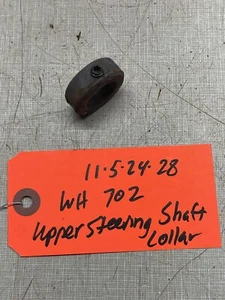 11-5-24-28
WH 702
Upper Steering Shaft
Collar